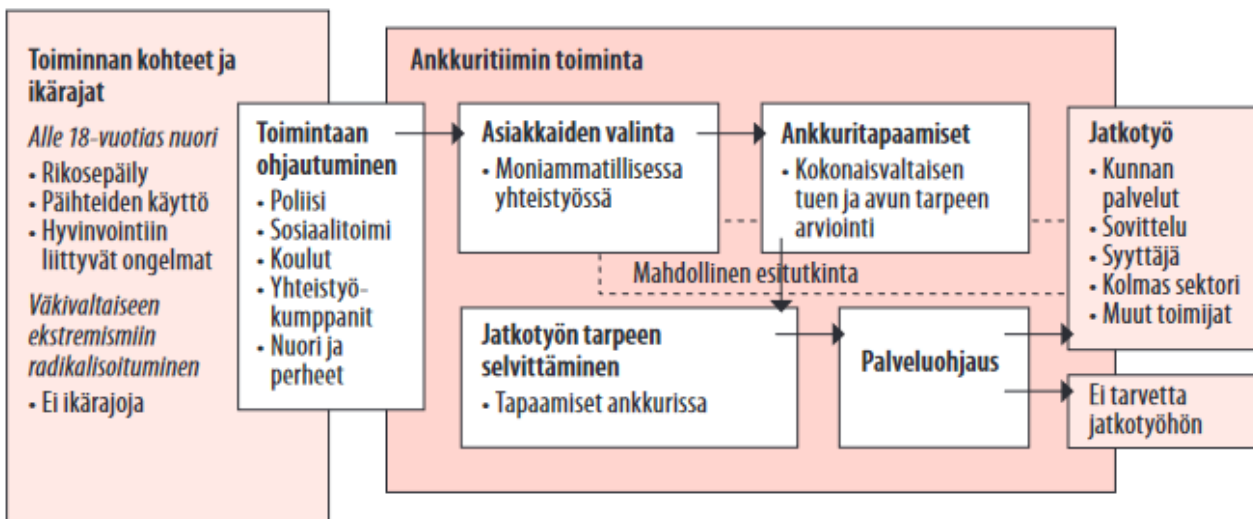 Toiminnan kohteet ja
ikärajat
Alle 18-vuotias nuori
• Rikosepäily
• Päihteiden käyttö
• Hyvinvointiin
liittyvät ongelmat
Väkivaltaiseen
ekstremismiin
radikalisoituminen
• Ei ikärajoja
Toimintaan
ohjautuminen
• Poliisi
• Sosiaalitoimi
• Koulut
• Yhteistyö-
kumppanit
• Nuori ja
perheet
Ankkuritiimin toiminta
Asiakkaiden valinta
• Moniammatillisessa
yhteistyössä
Ankkuritapaamiset
• Kokonaisvaltaisen
tuen ja avun tarpeen
arviointi
Mahdollinen esitutkinta
Jatkotyön tarpeen
selvittäminen
• Tapaamiset ankkurissa
Palveluohjaus
Jatkotyö
• Kunnan
palvelut
• Sovittelu
• Syyttäjä
• Kolmas sektori
• Muut toimijat
Ei tarvetta
jatkotyöhön